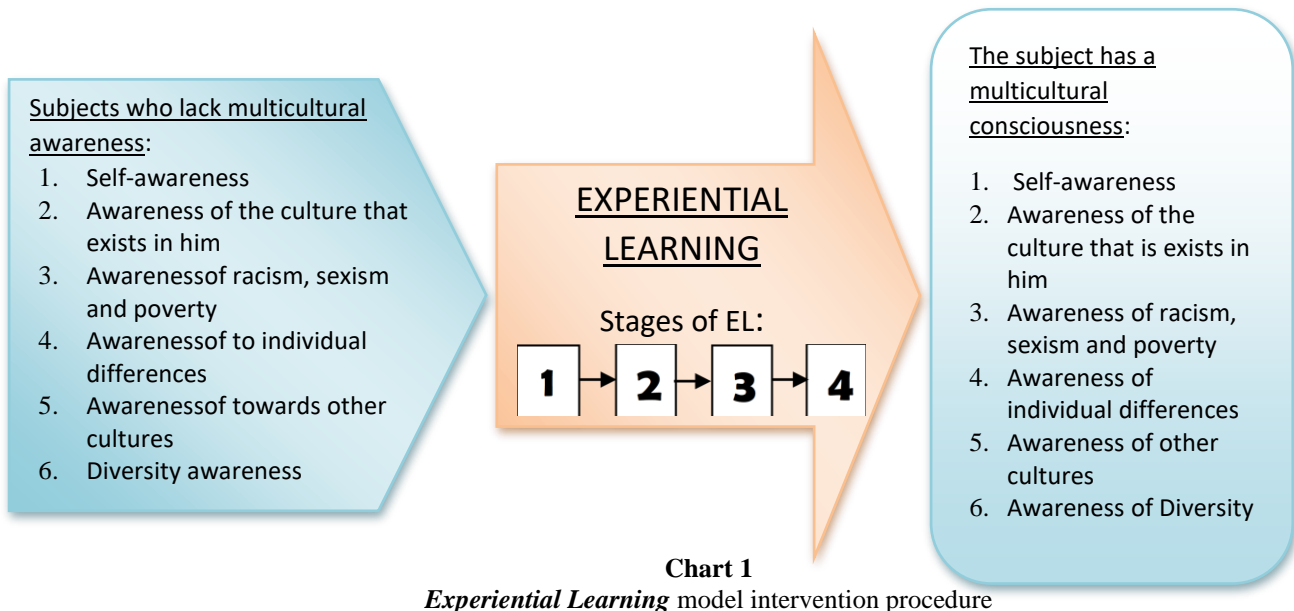 Subjects who lack multicultural
awareness:
1. Self-awareness
2. Awareness of the culture that
exists in him
3. Awarenessof racism, sexism
and poverty
4. Awarenessof to individual
differences
5. Awarenessof towards other
cultures
6. Diversity awareness
EXPERIENTIAL
LEARNING
Stages of EL:
1 2 3 4
The subject has a
multicultural
consciousness:
1. Self-awareness
2. Awareness of the
culture that is exists in
him
3. Awareness of racism,
sexism and poverty
4. Awareness of
individual differences
5. Awareness of other
cultures
6. Awareness of Diversity
Chart 1
Experiential Learning model intervention procedure